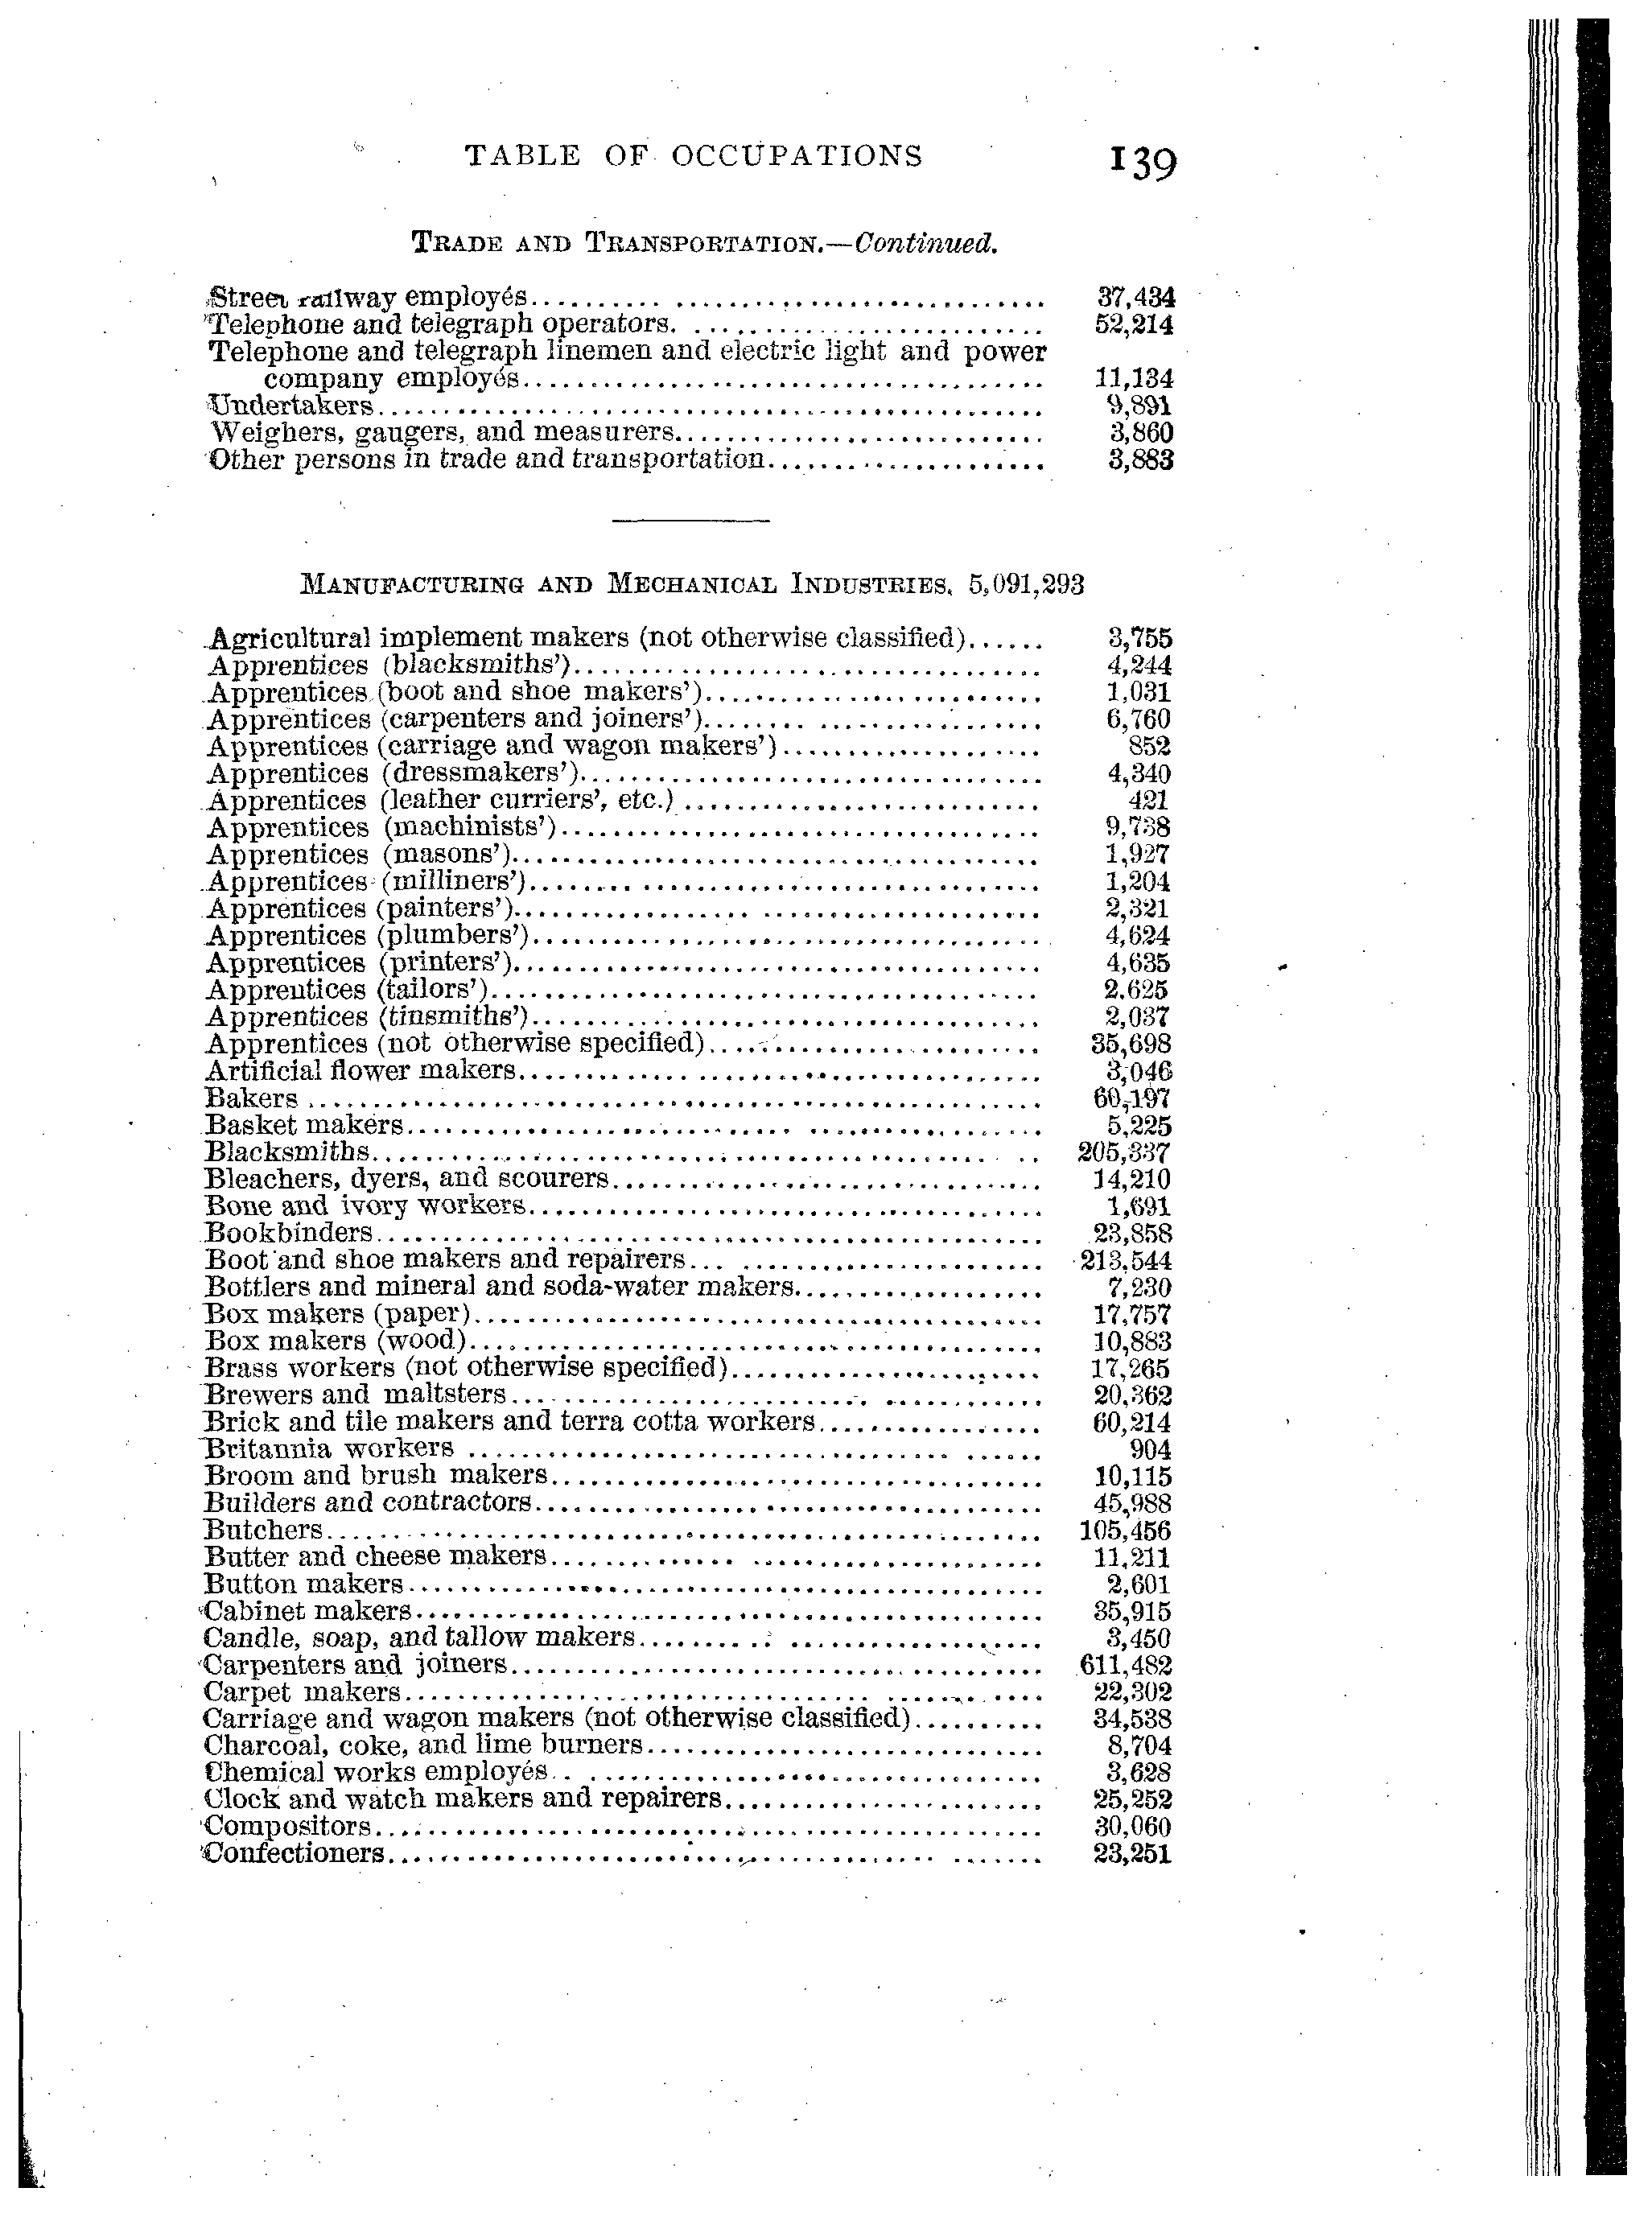 TABLE OF OCCUPATIONS 139
TRADE AND TRANSPORTATION.—Continued.
Street railway employés.......... ............................ 37,434
Telephone and telegraph operators. ........................... 52,214
Telephone and telegraph linemen and electric light and power
company employés....................................... 11,134
Undertakers.................................................. 9,891
Weighers, gaugers, and measurers............................ 3,860
Other persons in trade and transportation..................... 3,883
MANUFACTURING AND MECHANICAL INDUSTRIES, 5,091,293
Agricultural implement makers (not otherwise classified)...... 3,755
Apprentices (blacksmiths')................................... 4,244
Apprentices (boot and shoe makers')......................... 1,031
Apprentices (carpenters and joiners')........ ................. 6,760
Apprentices (carriage and wagon makers').................... 852
Apprentices (dressmakers').................................. 4,340
Apprentices (leather curriers', etc.) .......................... 421
Apprentices (machinists').................................... 9,738
Apprentices (masons')....................................... 1,927
Apprentices (milliners')........ .............................. 1,204
Apprentices (painters').................. ..................... 2,321
Apprentices (plumbers')...................................... 4,624
Apprentices (printers')....................................... 4,635
Apprentices (tailors')......................................... 2.625
Apprentices (tinsmiths')...................................... 2,037
Apprentices (not otherwise specified)......................... 35,698
Artificial flower makers............. ........................ 3,046
Bakers ...................................................... 60,197
Basket makers............................. .................. 5,225
Blacksmiths............................................... .. 205,337
Bleachers, dyers, and scourers................................ 14,210
Bone and ivory workers...................................... 1,691
Bookbinders................................................. 23,858
Boot and shoe makers and repairers... ....................... 213,544
Bottlers and mineral and soda-water makers................... 7,230
Box makers (paper).......................................... 17,757
Box makers (wood).......................................... 10,883
Brass workers (not otherwise specified)....................... 17,265
Brewers and maltsters.......................... ............ 20,362
Brick and tile makers and terra cotta workers................. 60,214
Britannia workers ................................... ...... 904
Broom and brush makers.................................... 10,115
Builders and contractors................. ..................... 45,988
Butchers..................................................... 105,456
Butter and cheese makers.............. ...................... 11,211
Button makers............................................... 2,601
Cabinet makers.............................................. 35,915
Candle, soap, and tallow makers.......... ................... 3,450
Carpenters and joiners....................................... 611,482
Carpet makers.................................. ........ .... 22,302
Carriage and wagon makers (not otherwise classified).......... 34,538
Charcoal, coke, and lime burners............................. 8,704
Chemical works employés.. .................................. 3,628
Clock and watch makers and repairers........................ 25,252
Compositors.................................................. 30,060
Confectioners........................................ ....... 23,251